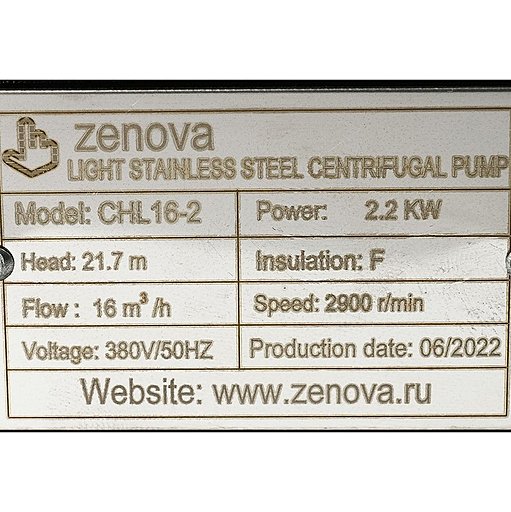 zenova
LIGHT STAINLESS STEEL CENTRIFUGAL PUMP
Model: CHL16-2 Power: 2.2 KW
Head: 21.7 m Insulation: F
Flow : 16 m³/h Speed: 2900 r/min
Voltage: 380V/50HZ Production date: 06/2022
Website: www.zenova.ru